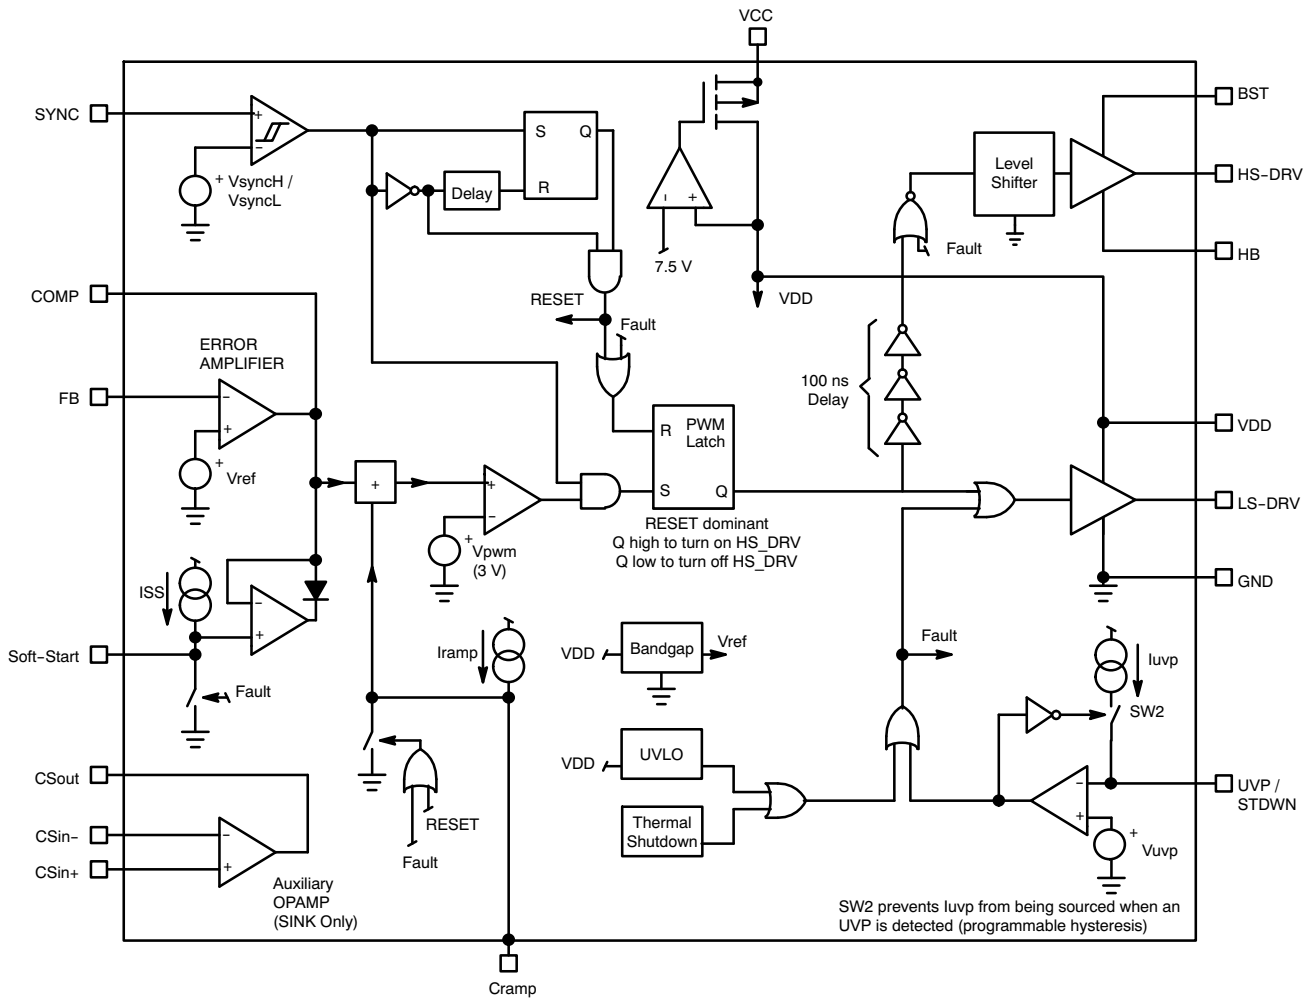 VCC
SYNC
+
−
+
VsyncH /
VsyncL
S
Q
R
Delay
−
+
7.5 V
VDD
Level
Shifter
BST
HS−DRV
HB
Fault
COMP
RESET
Fault
ERROR
AMPLIFIER
FB
−
+
+
Vref
100 ns
Delay
R
PWM
Latch
S
Q
VDD
+
+
−
+
Vpwm
(3 V)
RESET dominant
Q high to turn on HS_DRV
Q low to turn off HS_DRV
LS−DRV
GND
ISS
−
+
Soft−Start
Fault
Iramp
VDD
Bandgap
Vref
Fault
Iuvp
SW2
VDD
UVLO
Thermal
Shutdown
RESET
Fault
−
+
+
Vuvp
UVP /
STDWN
CSout
CSin−
CSin+
−
+
Auxiliary
OPAMP
(SINK Only)
SW2 prevents Iuvp from being sourced when an
UVP is detected (programmable hysteresis)
Cramp